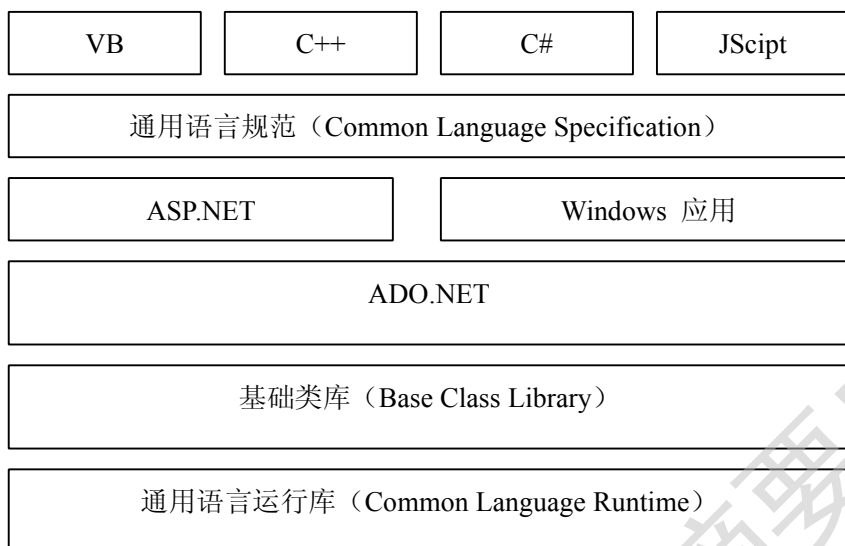 VB C++ C# JScipt
通用语言规范（Common Language Specification）
ASP.NET Windows 应用
ADO.NET
基础类库（Base Class Library）
通用语言运行库（Common Language Runtime）